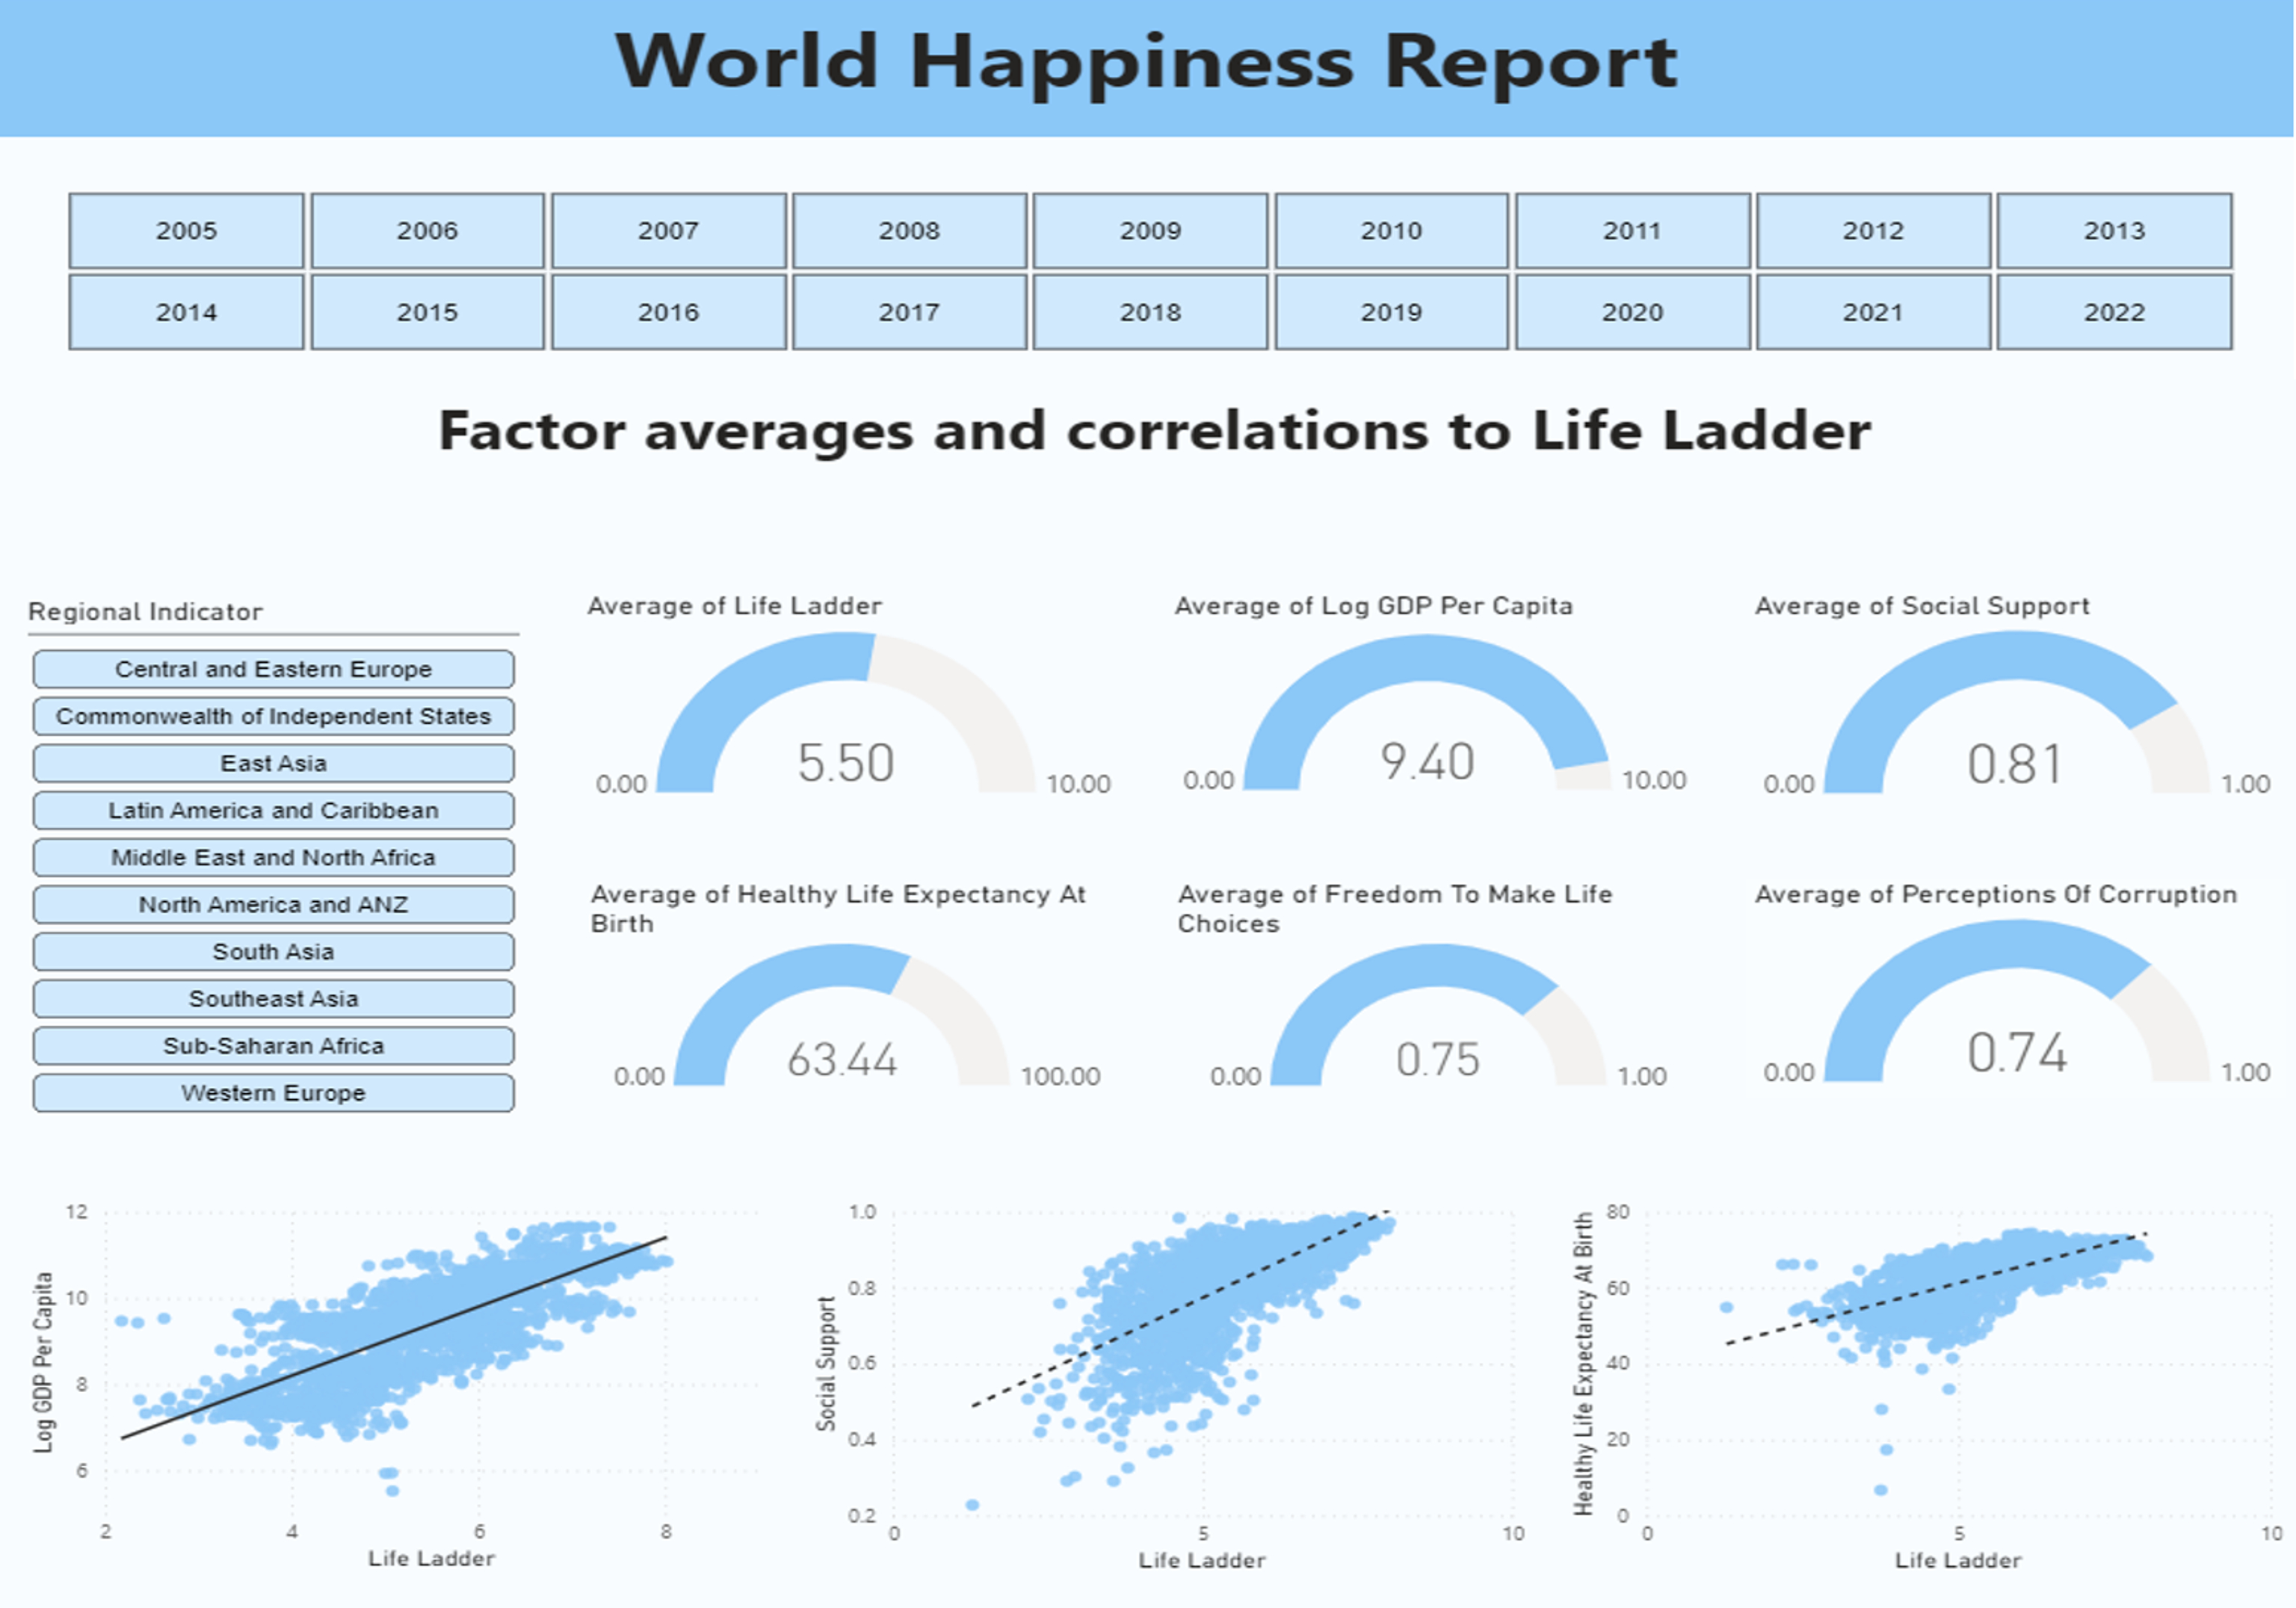 World Happiness Report
2005 2006 2007 2008 2009 2010 2011 2012 2013
2014 2015 2016 2017 2018 2019 2020 2021 2022
Factor averages and correlations to Life Ladder
Regional Indicator
Central and Eastern Europe
Commonwealth of Independent States
East Asia
Latin America and Caribbean
Middle East and North Africa
North America and ANZ
South Asia
Southeast Asia
Sub-Saharan Africa
Western Europe
Average of Life Ladder
5.50
0.00 10.00
Average of Log GDP Per Capita
9.40
0.00 10.00
Average of Social Support
0.81
0.00 1.00
Average of Healthy Life Expectancy At
Birth
63.44
0.00 100.00
Average of Freedom To Make Life
Choices
0.75
0.00 1.00
Average of Perceptions Of Corruption
0.74
0.00 1.00
Log GDP Per Capita
12
10
8
6
2 4 6 8
Life Ladder
Social Support
1.0
0.8
0.6
0.4
0.2
0 5 10
Life Ladder
Healthy Life Expectancy At Birth
80
60
40
20
0
0 5 10
Life Ladder